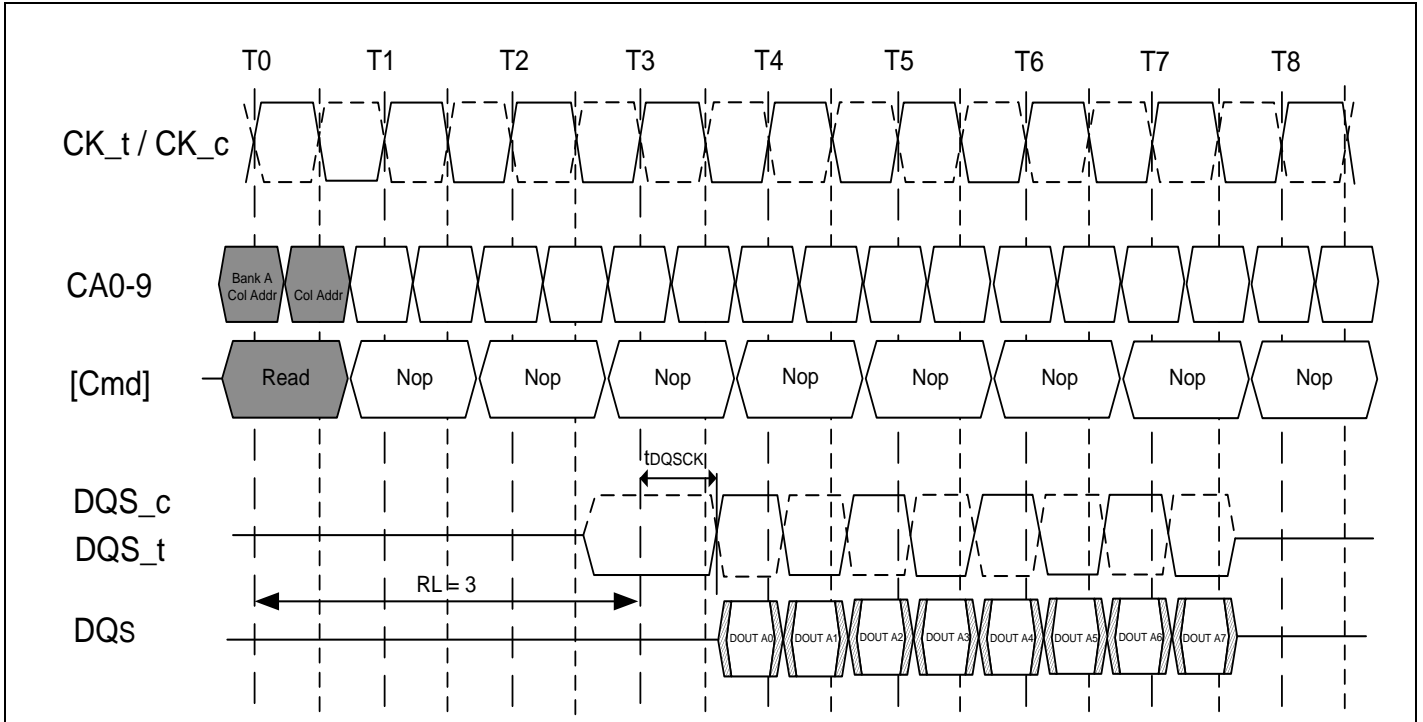 T0 T1 T2 T3 T4 T5 T6 T7 T8
CK_t / CK_c
CA0-9
Bank A
Col Addr
Col Addr
[Cmd]
Read Nop Nop Nop Nop Nop Nop Nop Nop
tDQSCK
DQS_c
DQS_t
RL = 3
DQs
DOUT A0 DOUT A1 DOUT A2 DOUT A3 DOUT A4 DOUT A5 DOUT A6 DOUT A7